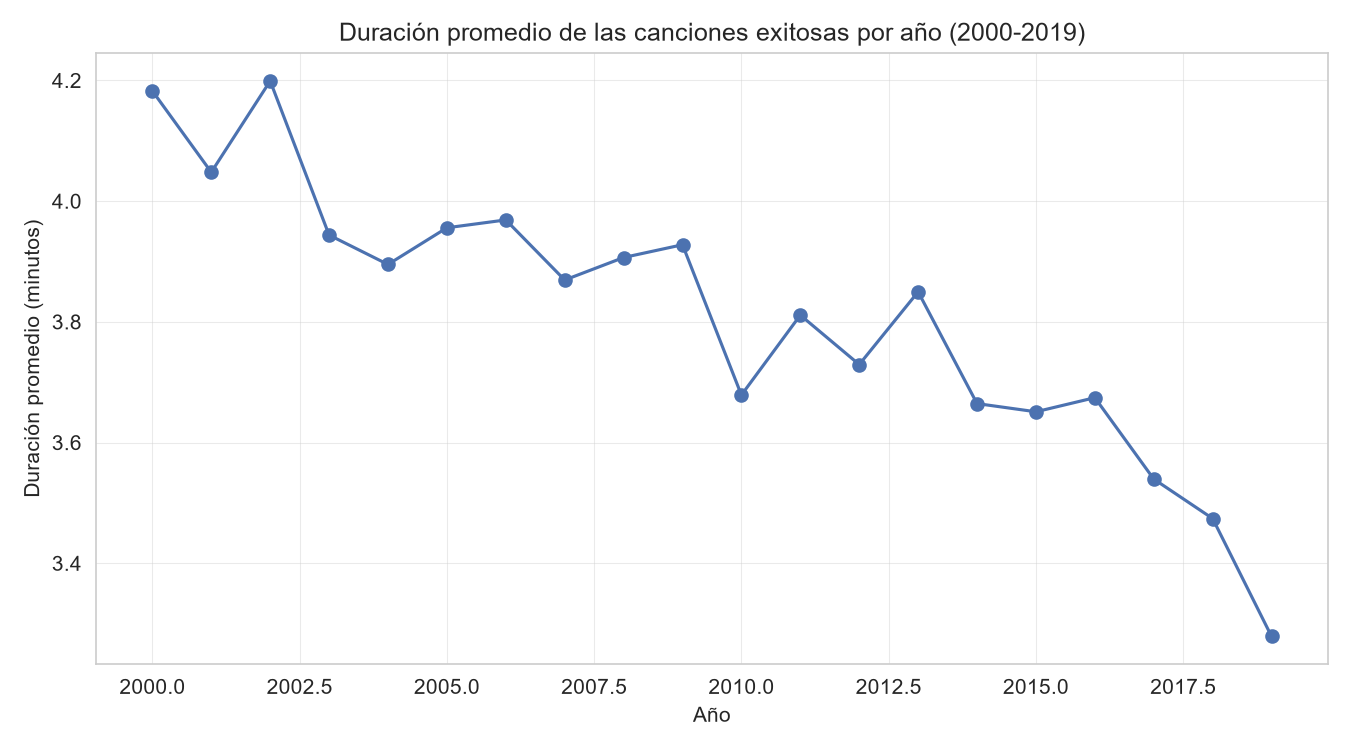 Duración promedio de las canciones exitosas por año (2000-2019)
Duración promedio (minutos)
4.2
4.0
3.8
3.6
3.4
2000.0 2002.5 2005.0 2007.5 2010.0 2012.5 2015.0 2017.5
Año